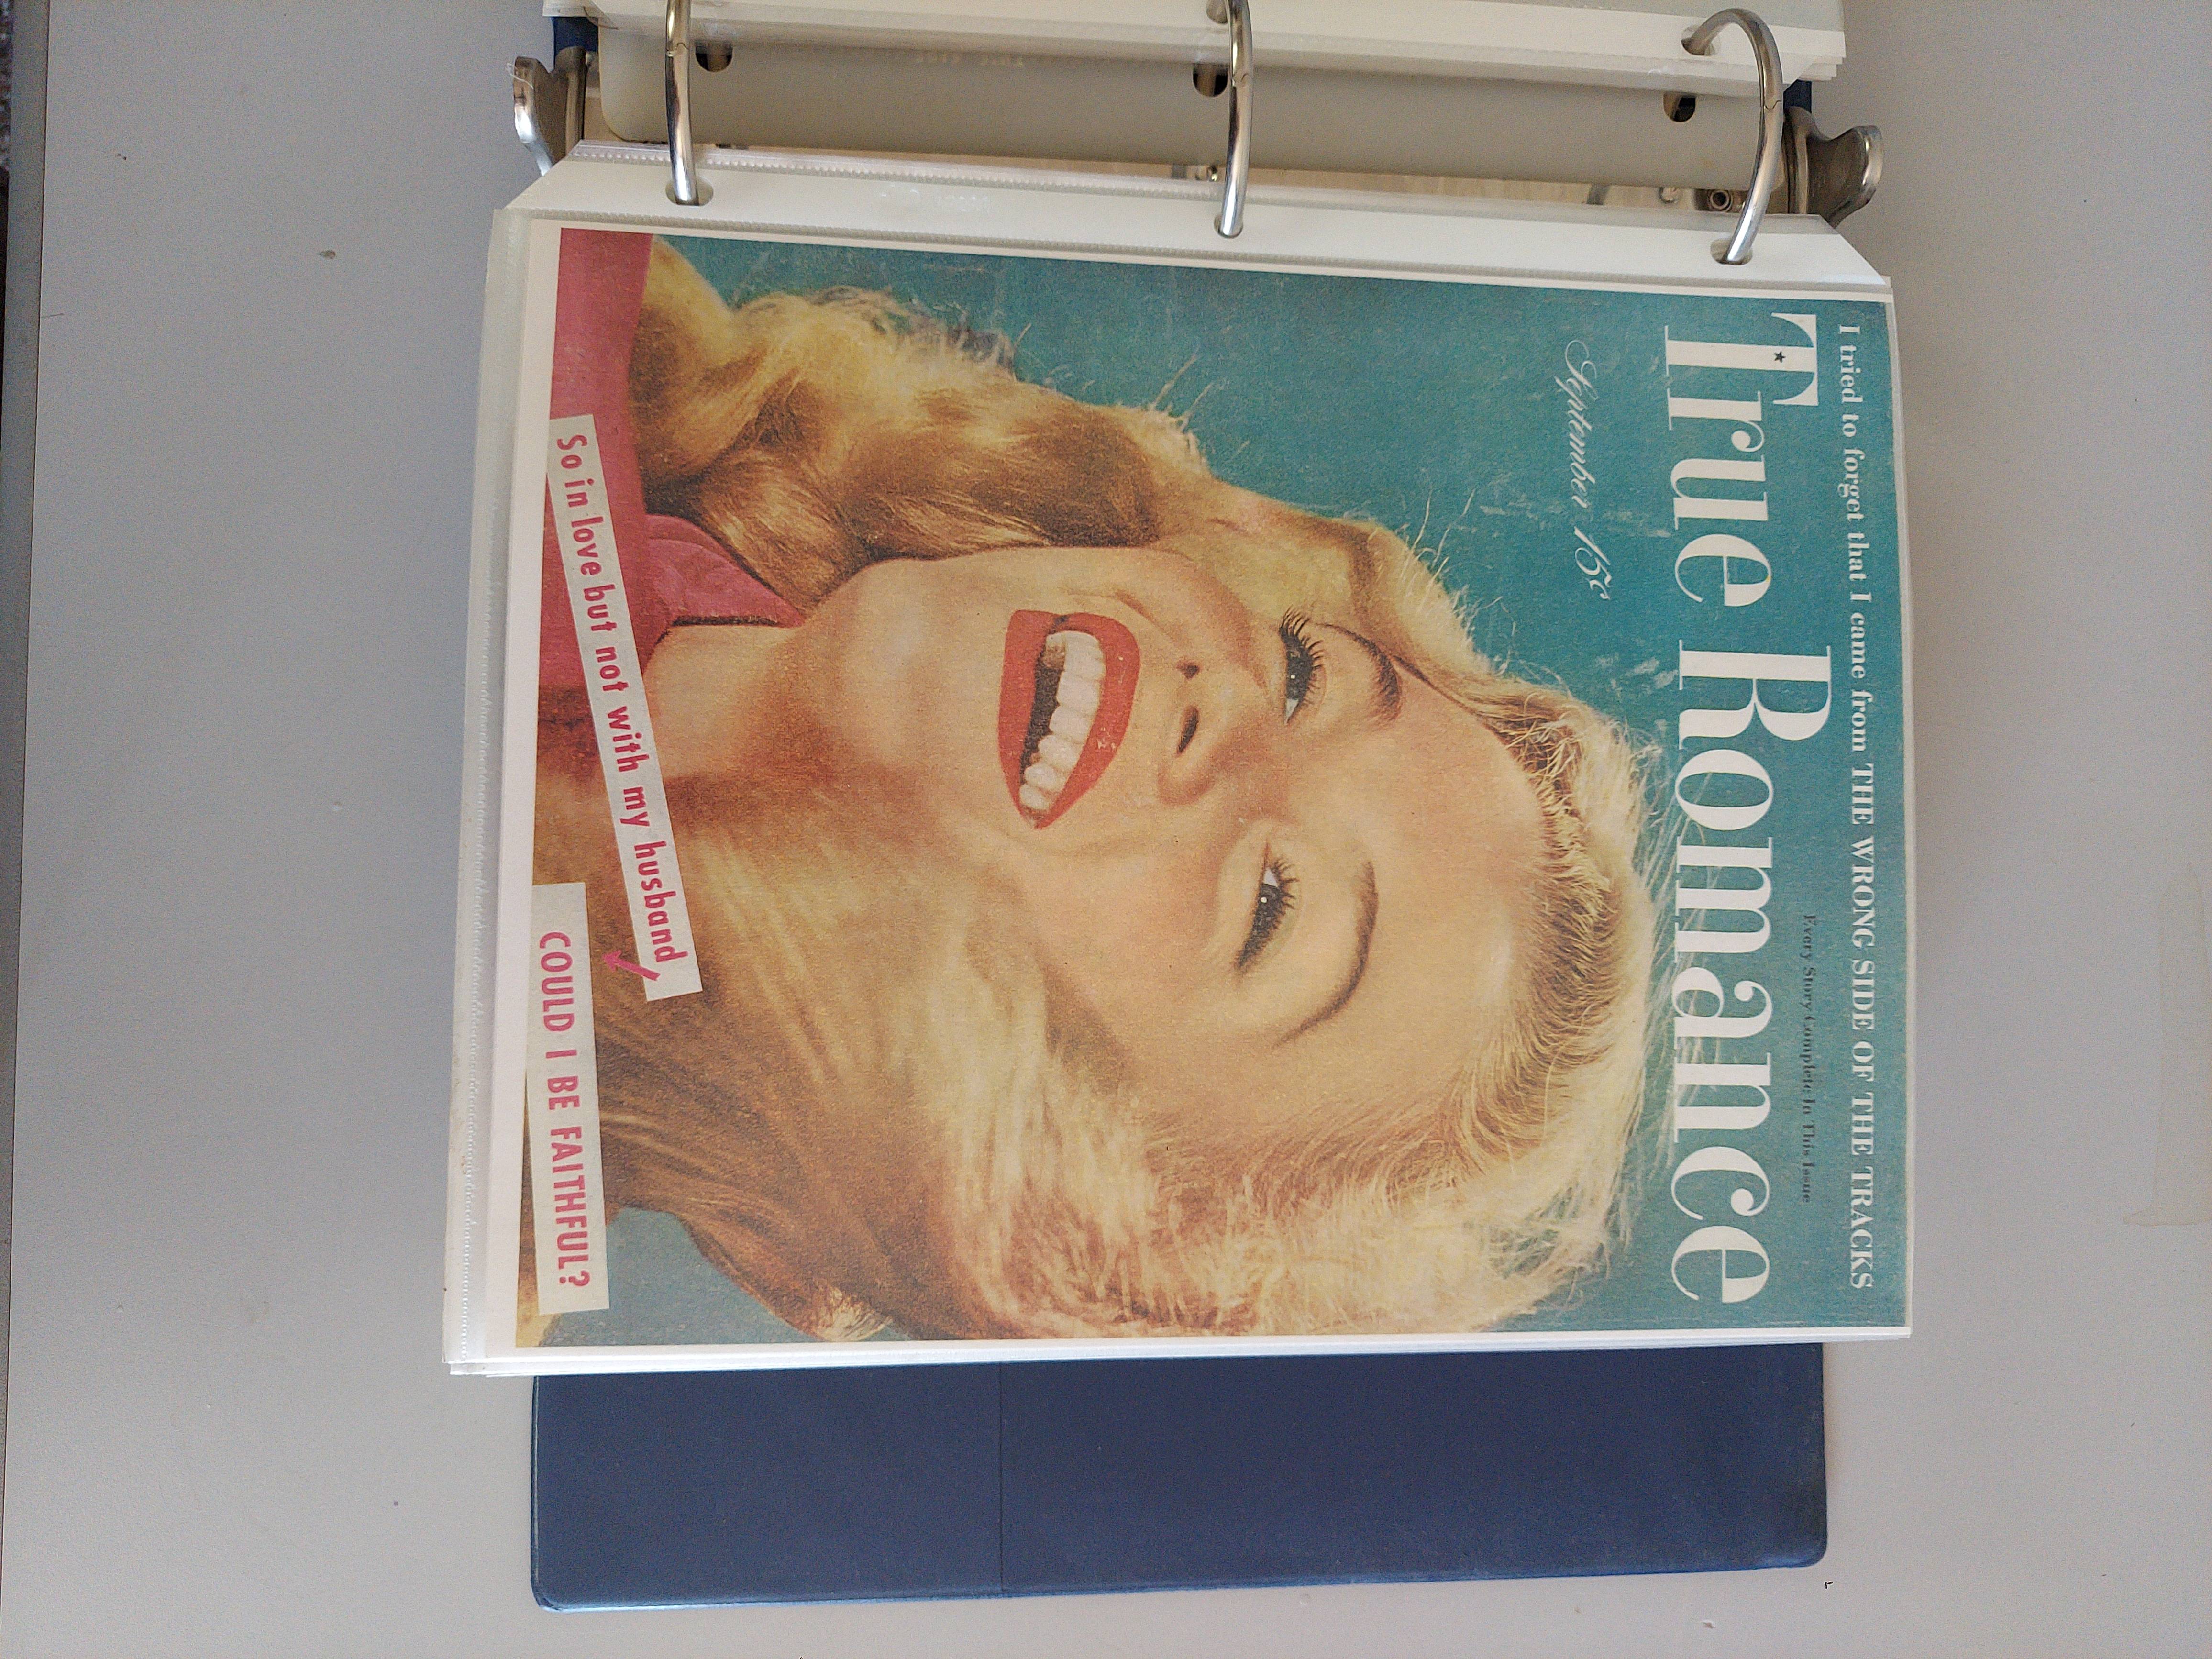 I tried to forget that I came from THE WRONG SIDE OF THE TRACKS
Every Story Complete In This Issue
True Romance
September 15¢
So in love but not with my husband
COULD I BE FAITHFUL?